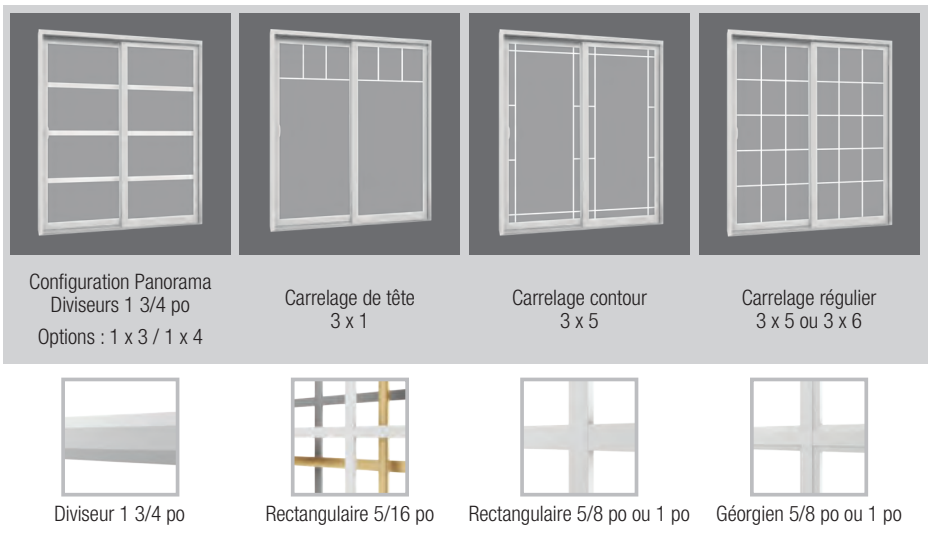 Configuration Panorama
Diviseurs 1 3/4 po
Options : 1 x 3 / 1 x 4
Carrelage de tête
3 x 1
Carrelage contour
3 x 5
Carrelage régulier
3 x 5 ou 3 x 6
Diviseur 1 3/4 po
Rectangulaire 5/16 po
Rectangulaire 5/8 po ou 1 po
Géorgien 5/8 po ou 1 po